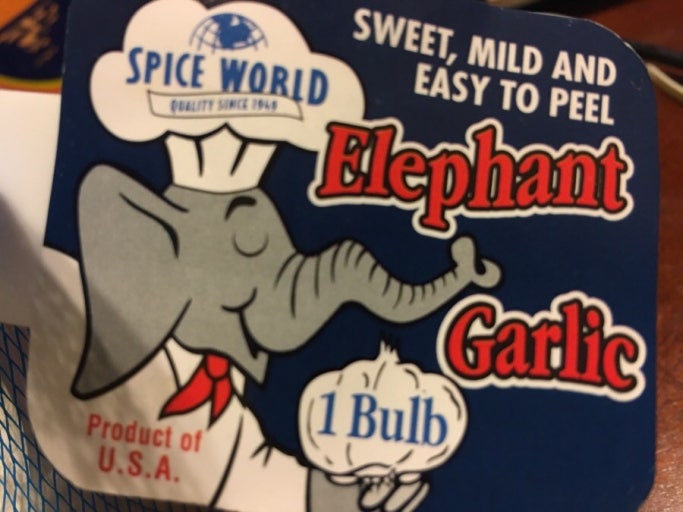 SPICE WORLD
QUALITY SINCE 1949
SWEET, MILD AND
EASY TO PEEL
Elephant
Garlic
1 Bulb
Product of
U.S.A.